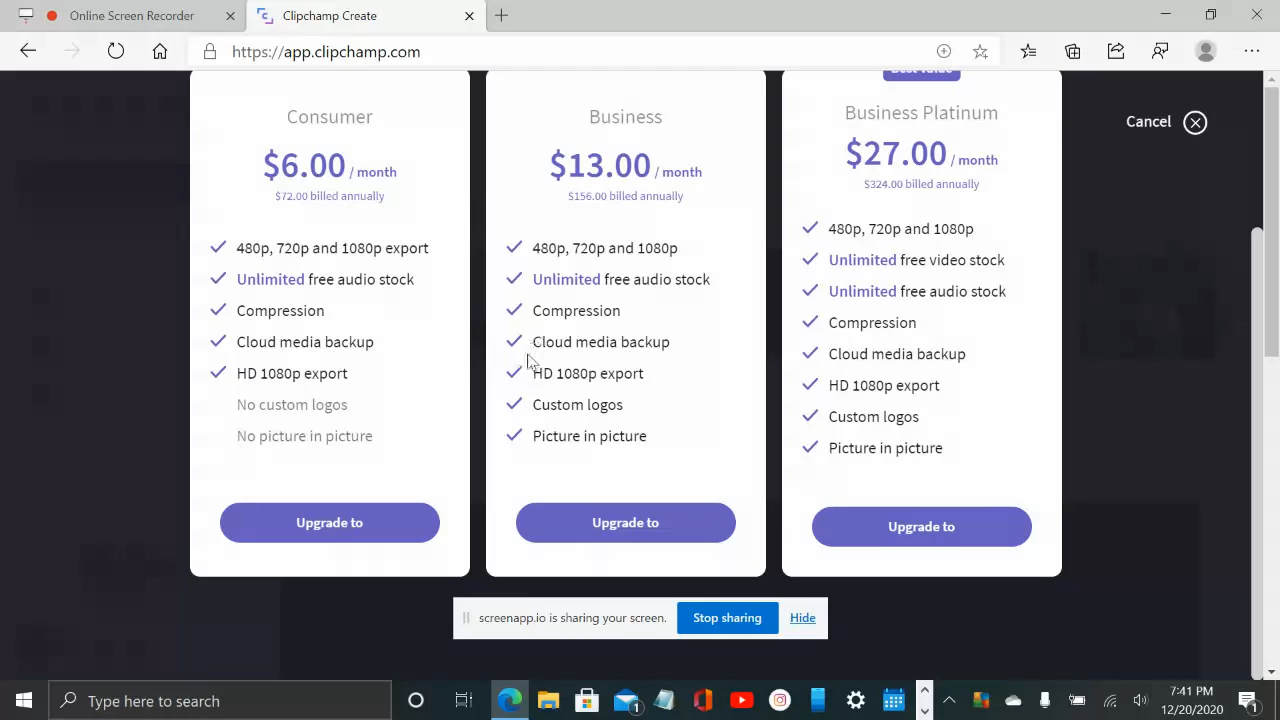 Online Screen Recorder
Clipchamp Create
https://app.clipchamp.com
Best value
Cancel
Consumer
$6.00 / month
$72.00 billed annually
480p, 720p and 1080p export
Unlimited free audio stock
Compression
Cloud media backup
HD 1080p export
No custom logos
No picture in picture
Upgrade to
Business
$13.00 / month
$156.00 billed annually
480p, 720p and 1080p
Unlimited free audio stock
Compression
Cloud media backup
HD 1080p export
Custom logos
Picture in picture
Upgrade to
Business Platinum
$27.00 / month
$324.00 billed annually
480p, 720p and 1080p
Unlimited free video stock
Unlimited free audio stock
Compression
Cloud media backup
HD 1080p export
Custom logos
Picture in picture
Upgrade to
screenapp.io is sharing your screen.
Stop sharing
Hide
Type here to search
1
7:41 PM
12/20/2020
1